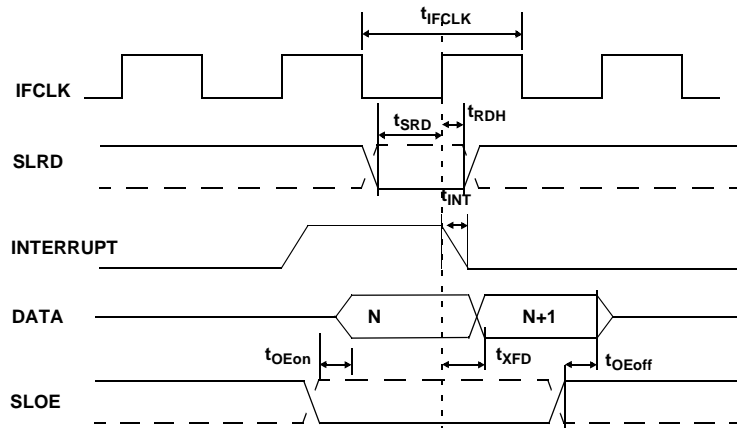 tIFCLK
IFCLK
tSRD
tRDH
SLRD
tINT
INTERRUPT
DATA
N
N+1
tOEon
tXFD
tOEoff
SLOE